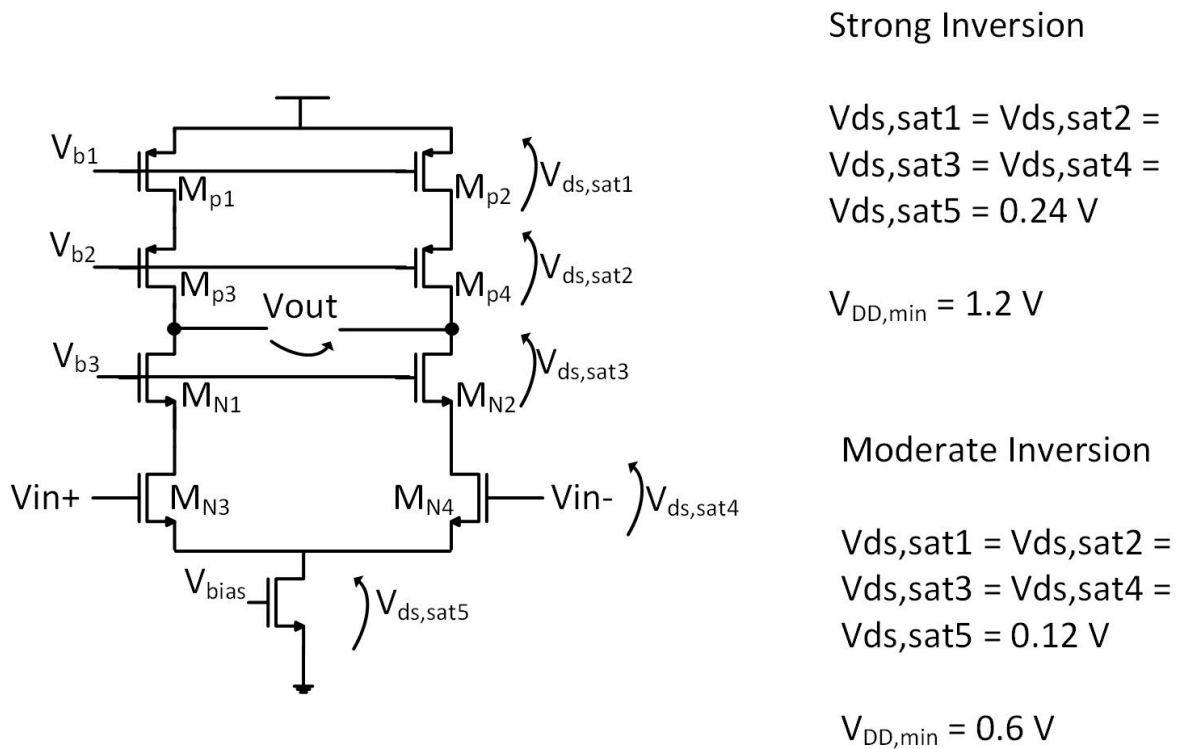 Strong Inversion
Vds,sat1 = Vds,sat2 =
Vds,sat3 = Vds,sat4 =
Vds,sat5 = 0.24 V
VDD,min = 1.2 V
Vb1
Mp1
Mp2
Vds,sat1
Vb2
Mp3
Mp4
Vds,sat2
Vout
Vb3
MN1
MN2
Vds,sat3
Vin+
MN3
MN4
Vin-
Vds,sat4
Vbias
Vds,sat5
Moderate Inversion
Vds,sat1 = Vds,sat2 =
Vds,sat3 = Vds,sat4 =
Vds,sat5 = 0.12 V
VDD,min = 0.6 V